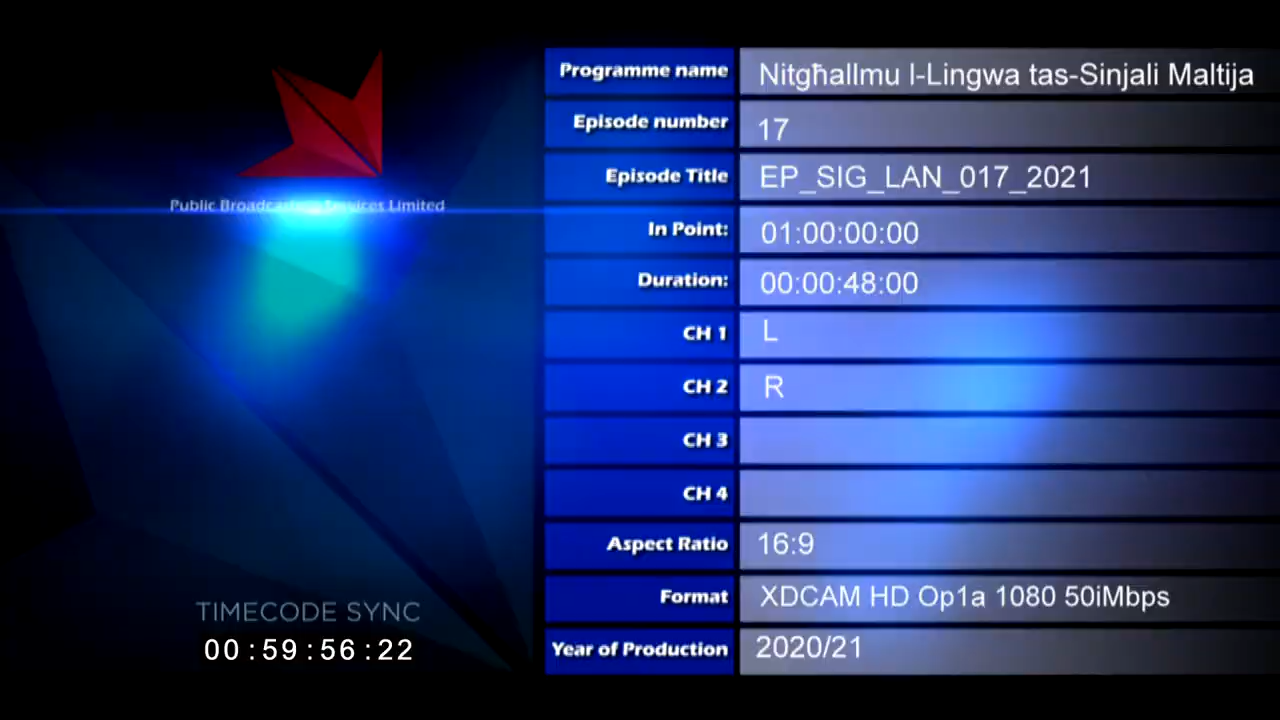 Programme name Nitgħallmu l-Lingwa tas-Sinjali Maltija
Episode number 17
Episode Title EP_SIG_LAN_017_2021
Public Limited
In Point: 01:00:00:00
Duration: 00:00:48:00
CH 1 L
CH 2 R
CH 3
CH 4
Aspect Ratio 16:9
Format XDCAM HD Op1a 1080 50iMbps
TIMECODE SYNC
00:59:56:22
Year of Production 2020/21